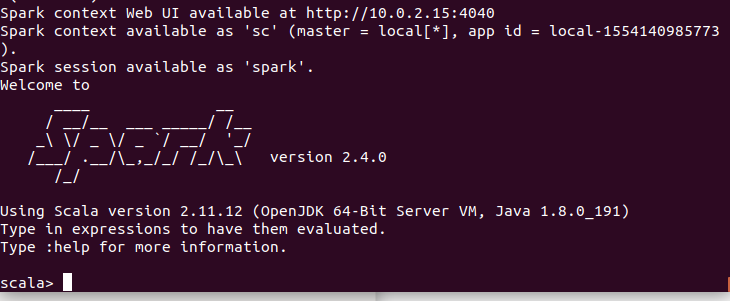 Spark context Web UI available at http://10.0.2.15:4040
Spark context available as 'sc' (master = local[*], app id = local-1554140985773
).
Spark session available as 'spark'.
Welcome to
      ____              __
     / __/__  ___ _____/ /__
    _\ \/ _ \/ _ `/ __/  '_/
   /___/ .__/\_,_/_/ /_/\_\   version 2.4.0
      /_/
Using Scala version 2.11.12 (OpenJDK 64-Bit Server VM, Java 1.8.0_191)
Type in expressions to have them evaluated.
Type :help for more information.
scala>